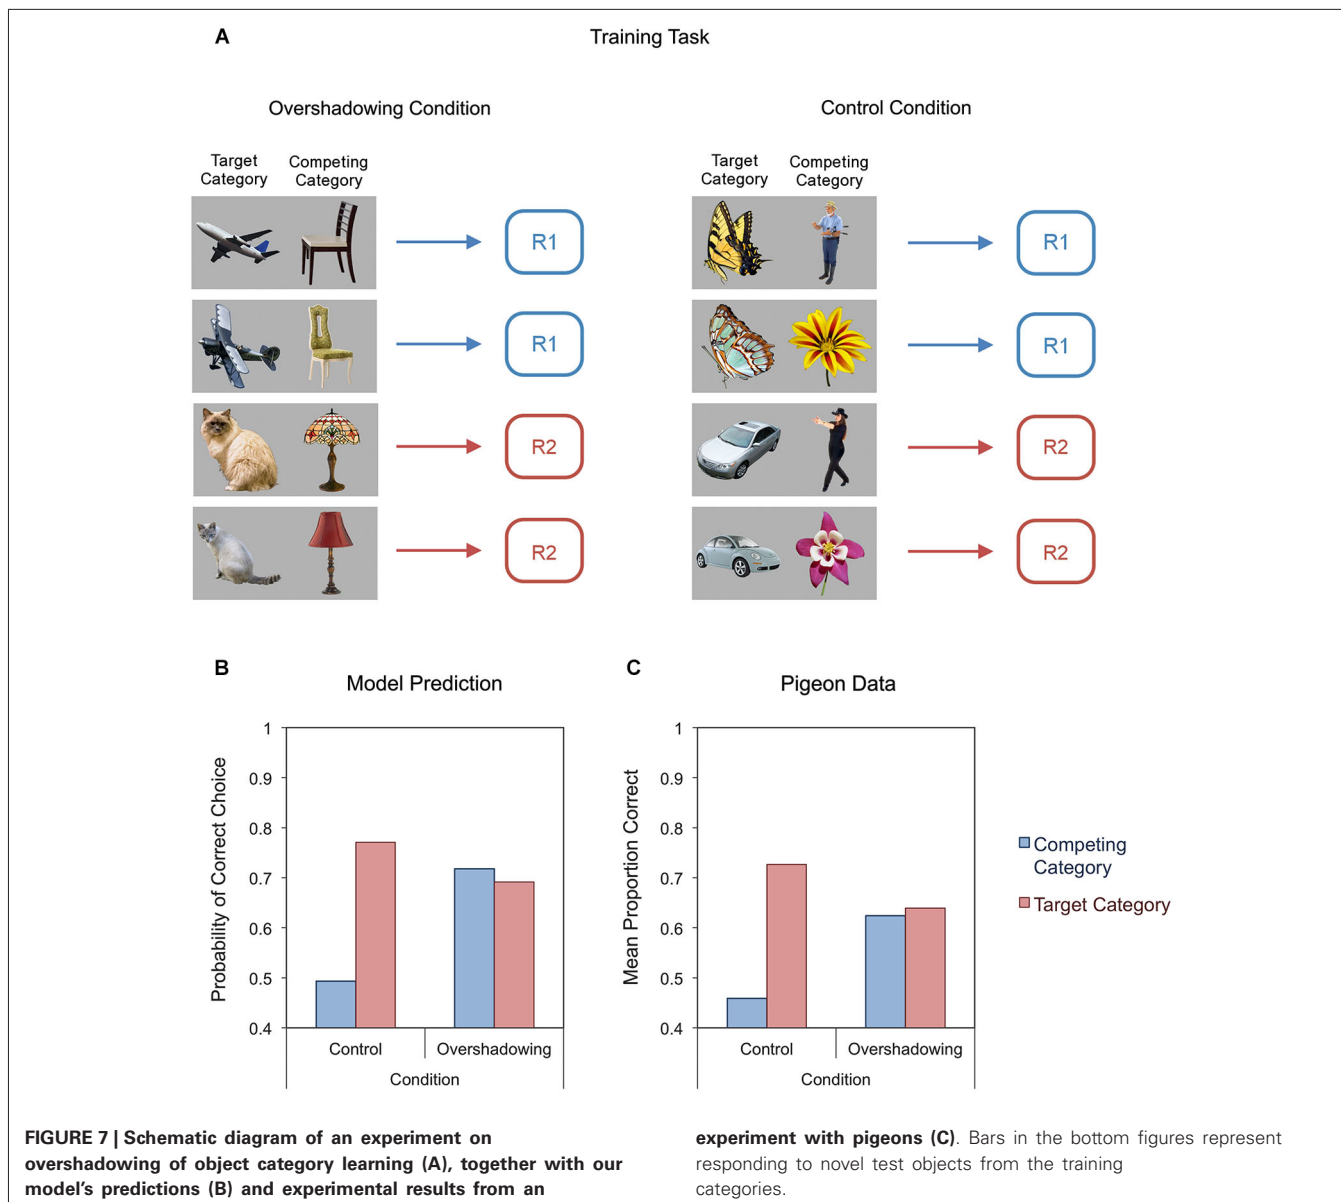 A
Training Task
Overshadowing Condition
Target Category
Competing Category
R1
R1
R2
R2
Control Condition
Target Category
Competing Category
R1
R1
R2
R2
B
Model Prediction
Probability of Correct Choice
1
0.9
0.8
0.7
0.6
0.5
0.4
Control
Overshadowing
Condition
C
Pigeon Data
Mean Proportion Correct
1
0.9
0.8
0.7
0.6
0.5
0.4
Control
Overshadowing
Condition
Competing
Category
Target Category
FIGURE 7 | Schematic diagram of an experiment on
overshadowing of object category learning (A), together with our
model's predictions (B) and experimental results from an
experiment with pigeons (C). Bars in the bottom figures represent
responding to novel test objects from the training
categories.